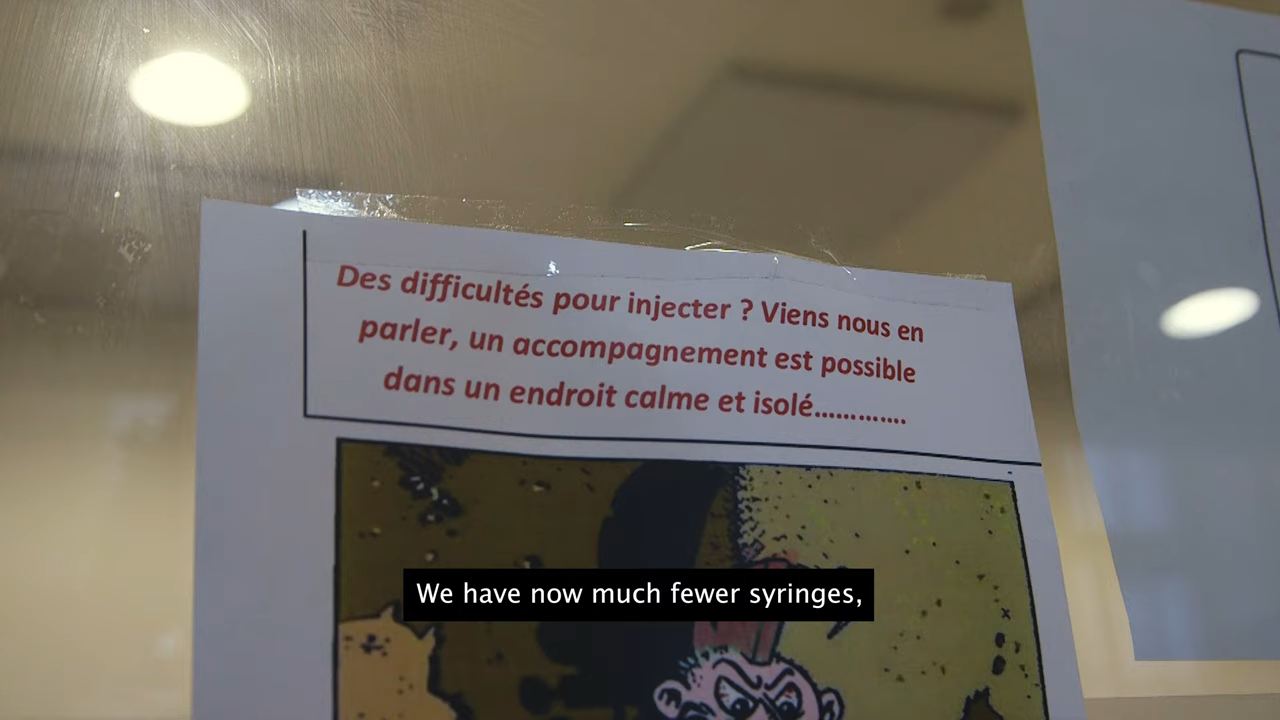 Des difficultés pour injecter ? Viens nous en
parler, un accompagnement est possible
dans un endroit calme et isolé.............
We have now much fewer syringes,